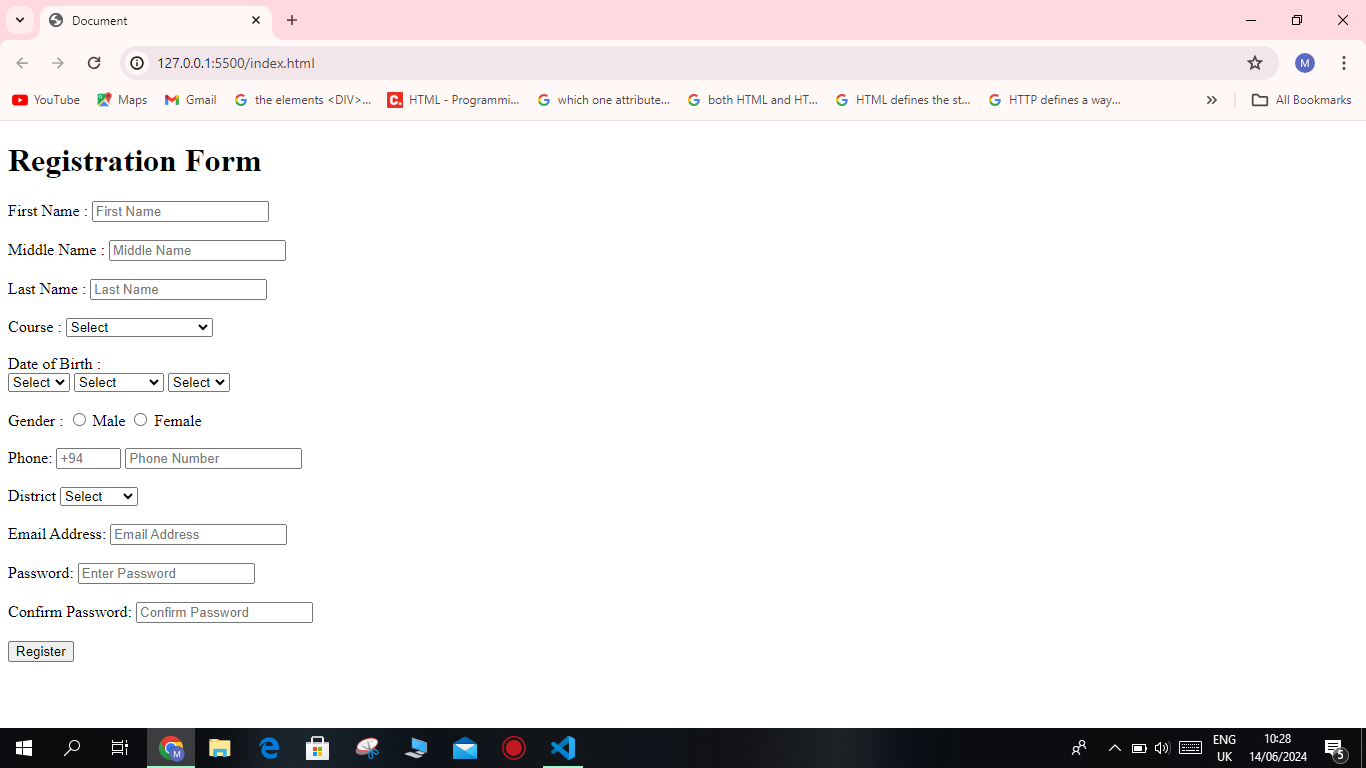 Document
127.0.0.1:5500/index.html
M
YouTube Maps Gmail the elements <DIV>... HTML - Programmi... which one attribute... both HTML and HT... HTML defines the st... HTTP defines a way... » All Bookmarks
Registration Form
First Name : First Name
Middle Name : Middle Name
Last Name : Last Name
Course : Select
Date of Birth :
Select Select Select
Gender : Male Female
Phone: +94 Phone Number
District Select
Email Address: Email Address
Password: Enter Password
Confirm Password: Confirm Password
Register
ENG 10:28
UK 14/06/2024 5